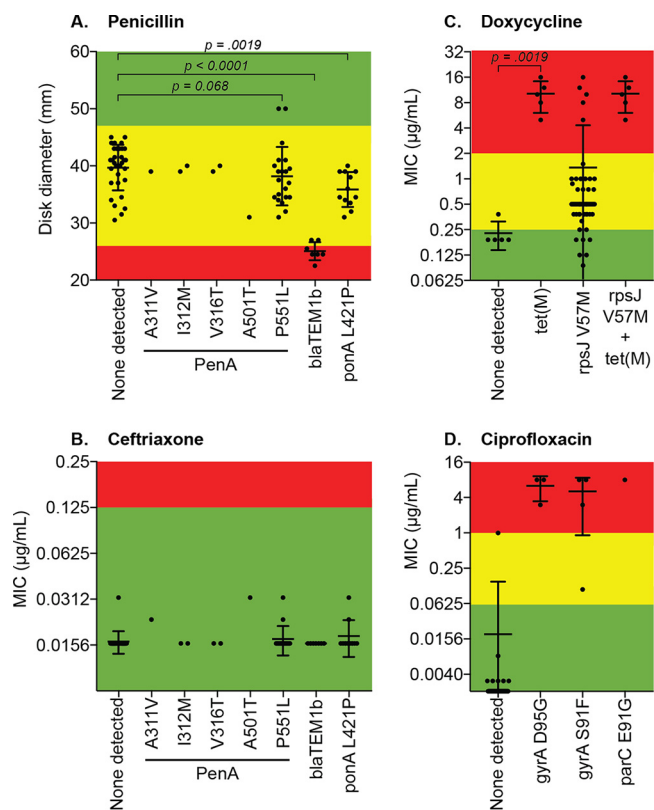 A. Penicillin
p = .0019
p < 0.0001
p = 0.068
Disk diameter (mm)
60
50
40
30
20
None detected
A311V
I312M
V316T
A501T
P551L
blaTEM1b
ponA L421P
PenA
C. Doxycycline
p = .0019
MIC (µg/mL)
32
16
8
4
2
1
0.5
0.25
0.125
0.0625
None detected
tet(M)
rpsJ V57M
rpsJ
V57M
+
tet(M)
B. Ceftriaxone
MIC (µg/mL)
0.25
0.125
0.0625
0.0312
0.0156
None detected
A311V
I312M
V316T
A501T
P551L
blaTEM1b
ponA L421P
PenA
D. Ciprofloxacin
MIC (µg/mL)
16
4
1
0.25
0.0625
0.0156
0.0040
None detected
gyrA D95G
gyrA S91F
parC E91G